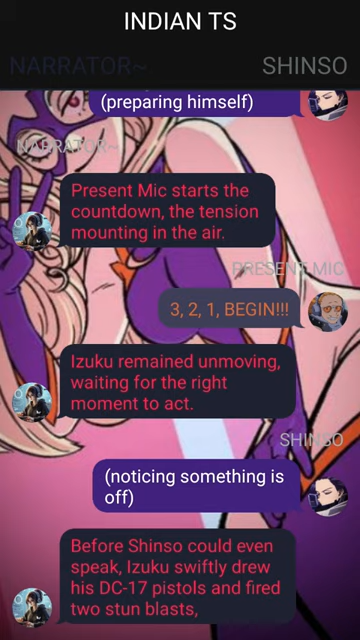 INDIAN TS
NARRATOR~
SHINSO
(preparing himself)
NARRATOR~
Present Mic starts the
countdown, the tension
mounting in the air.
PRESENT MIC
3, 2, 1, BEGIN!!!
Izuku remained unmoving,
waiting for the right
moment to act.
SHINSO
(noticing something is
off)
Before Shinso could even
speak, Izuku swiftly drew
his DC-17 pistols and fired
two stun blasts,